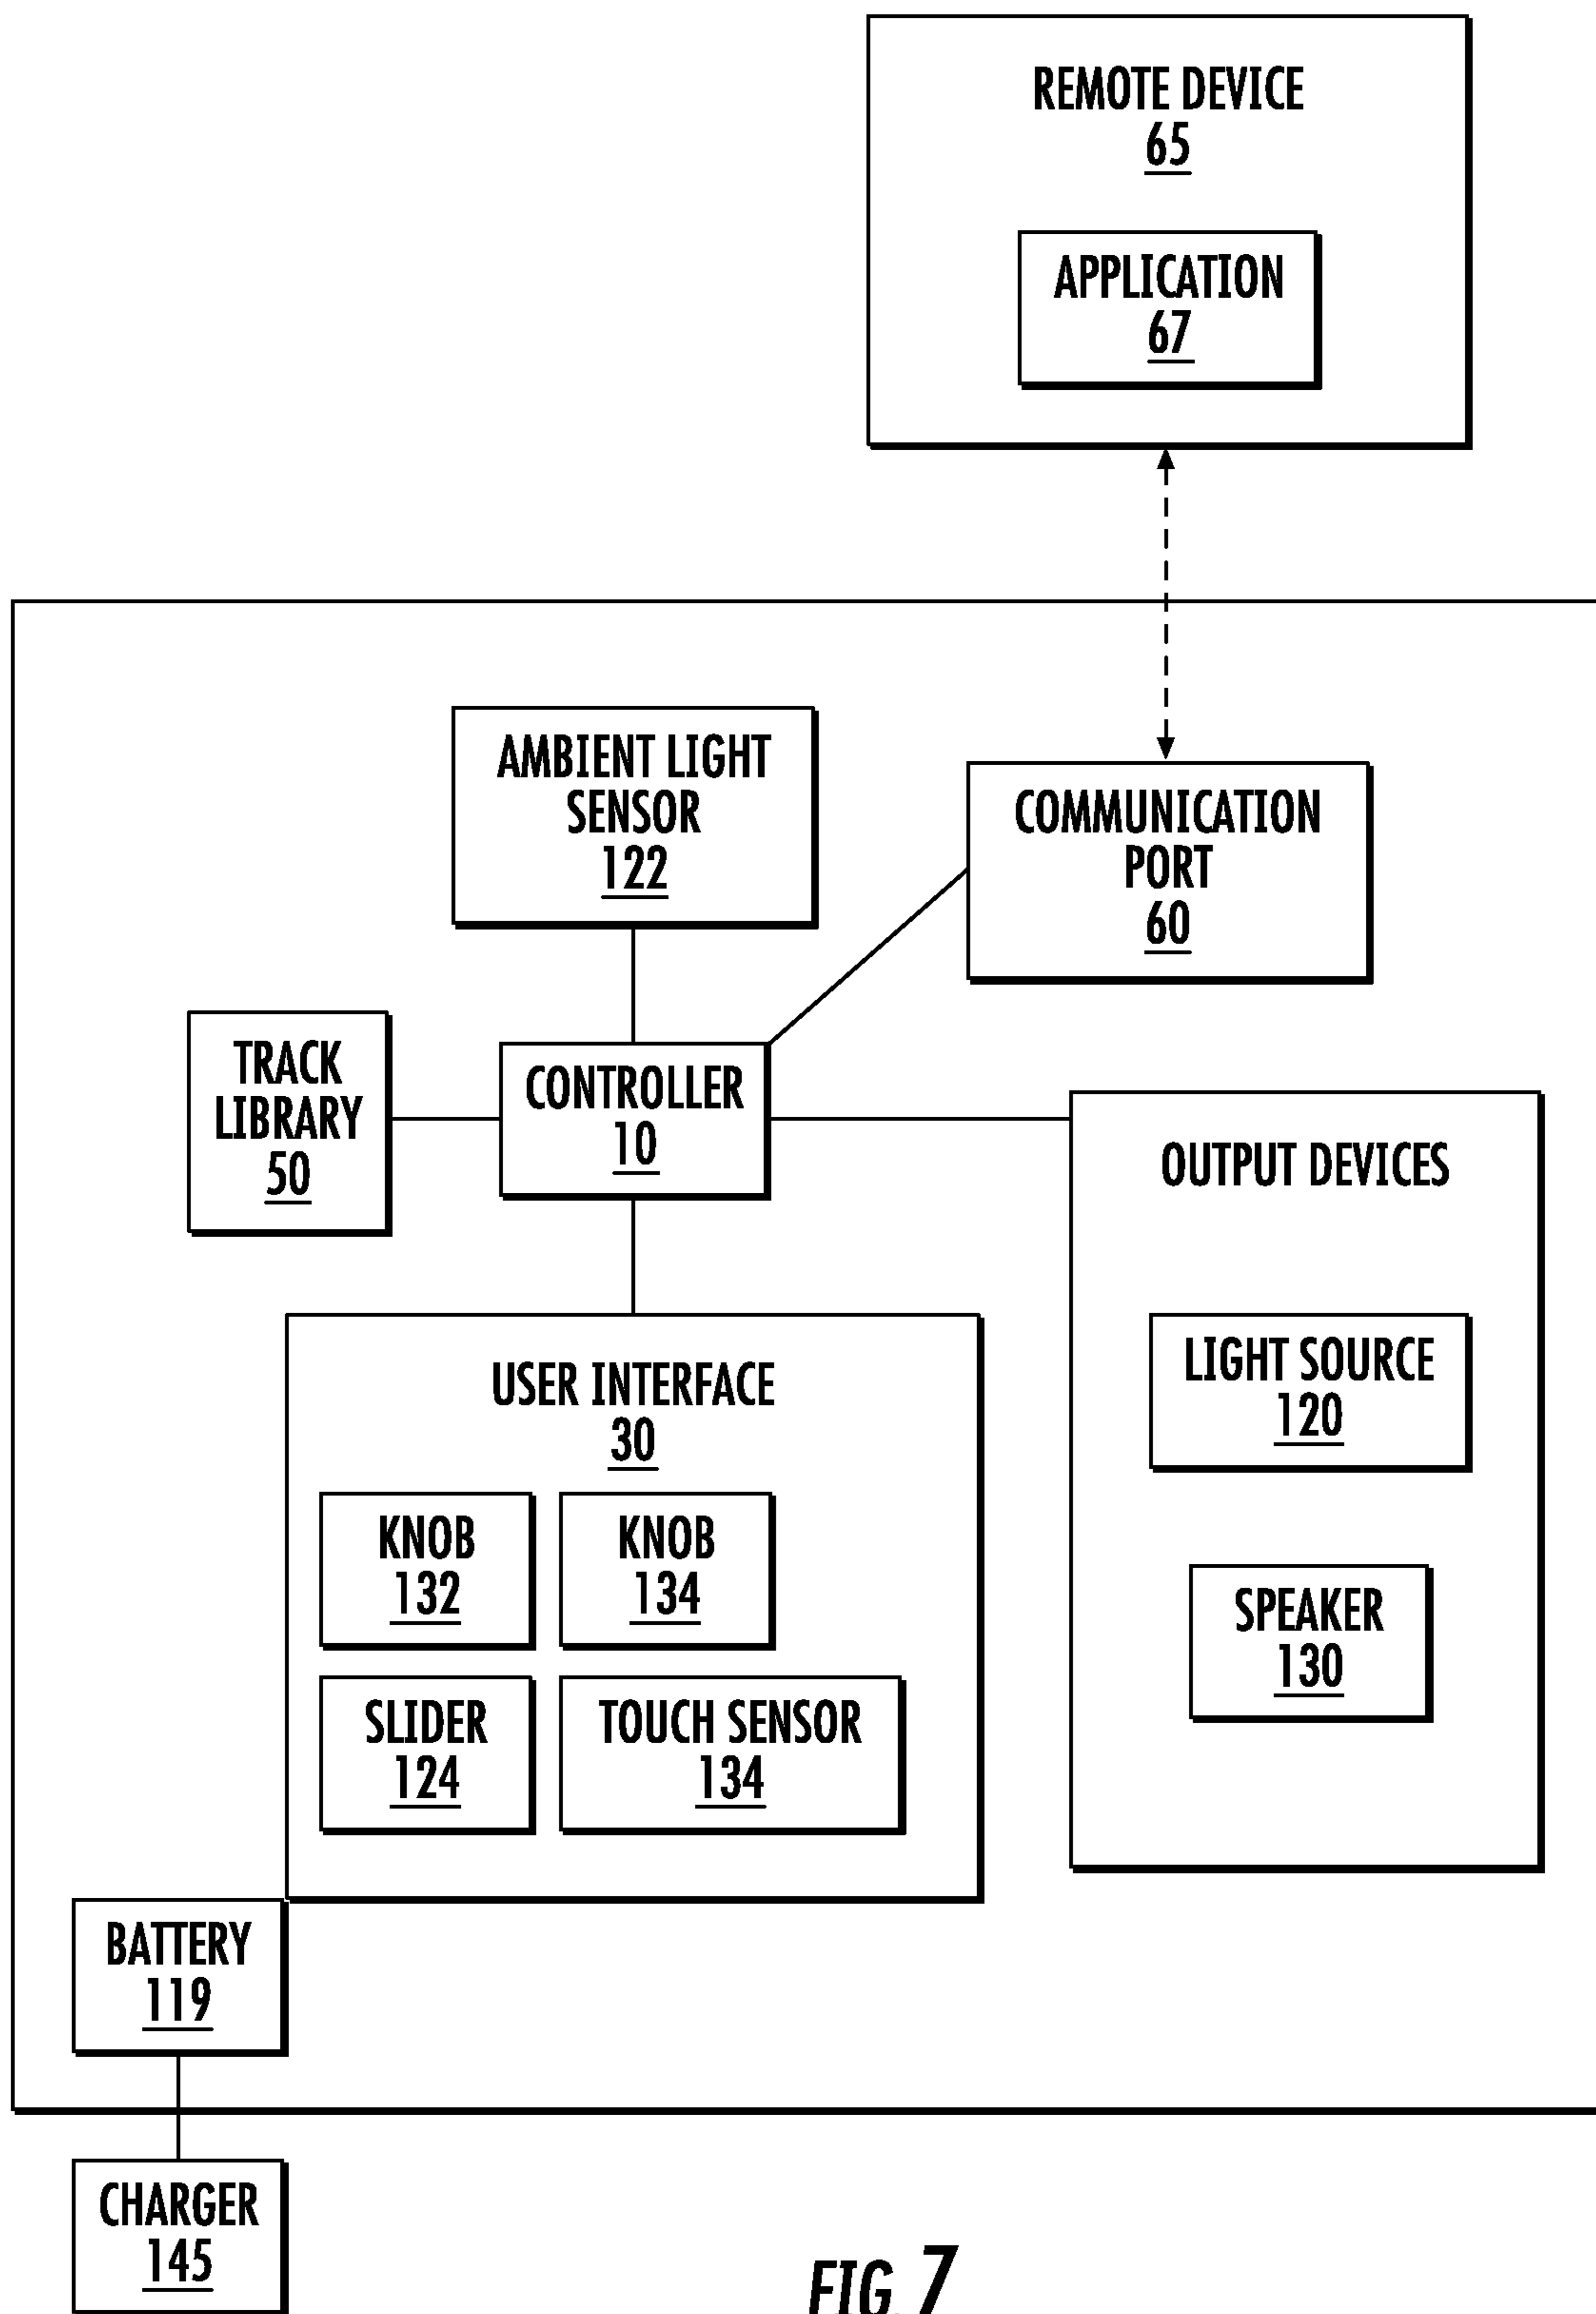 REMOTE DEVICE
65
APPLICATION
67
AMBIENT LIGHT
SENSOR
122
COMMUNICATION
PORT
60
TRACK
LIBRARY
50
CONTROLLER
10
OUTPUT DEVICES
LIGHT SOURCE
120
SPEAKER
130
USER INTERFACE
30
KNOB
132
KNOB
134
SLIDER
124
TOUCH SENSOR
134
BATTERY
119
CHARGER
145
FIG. 7